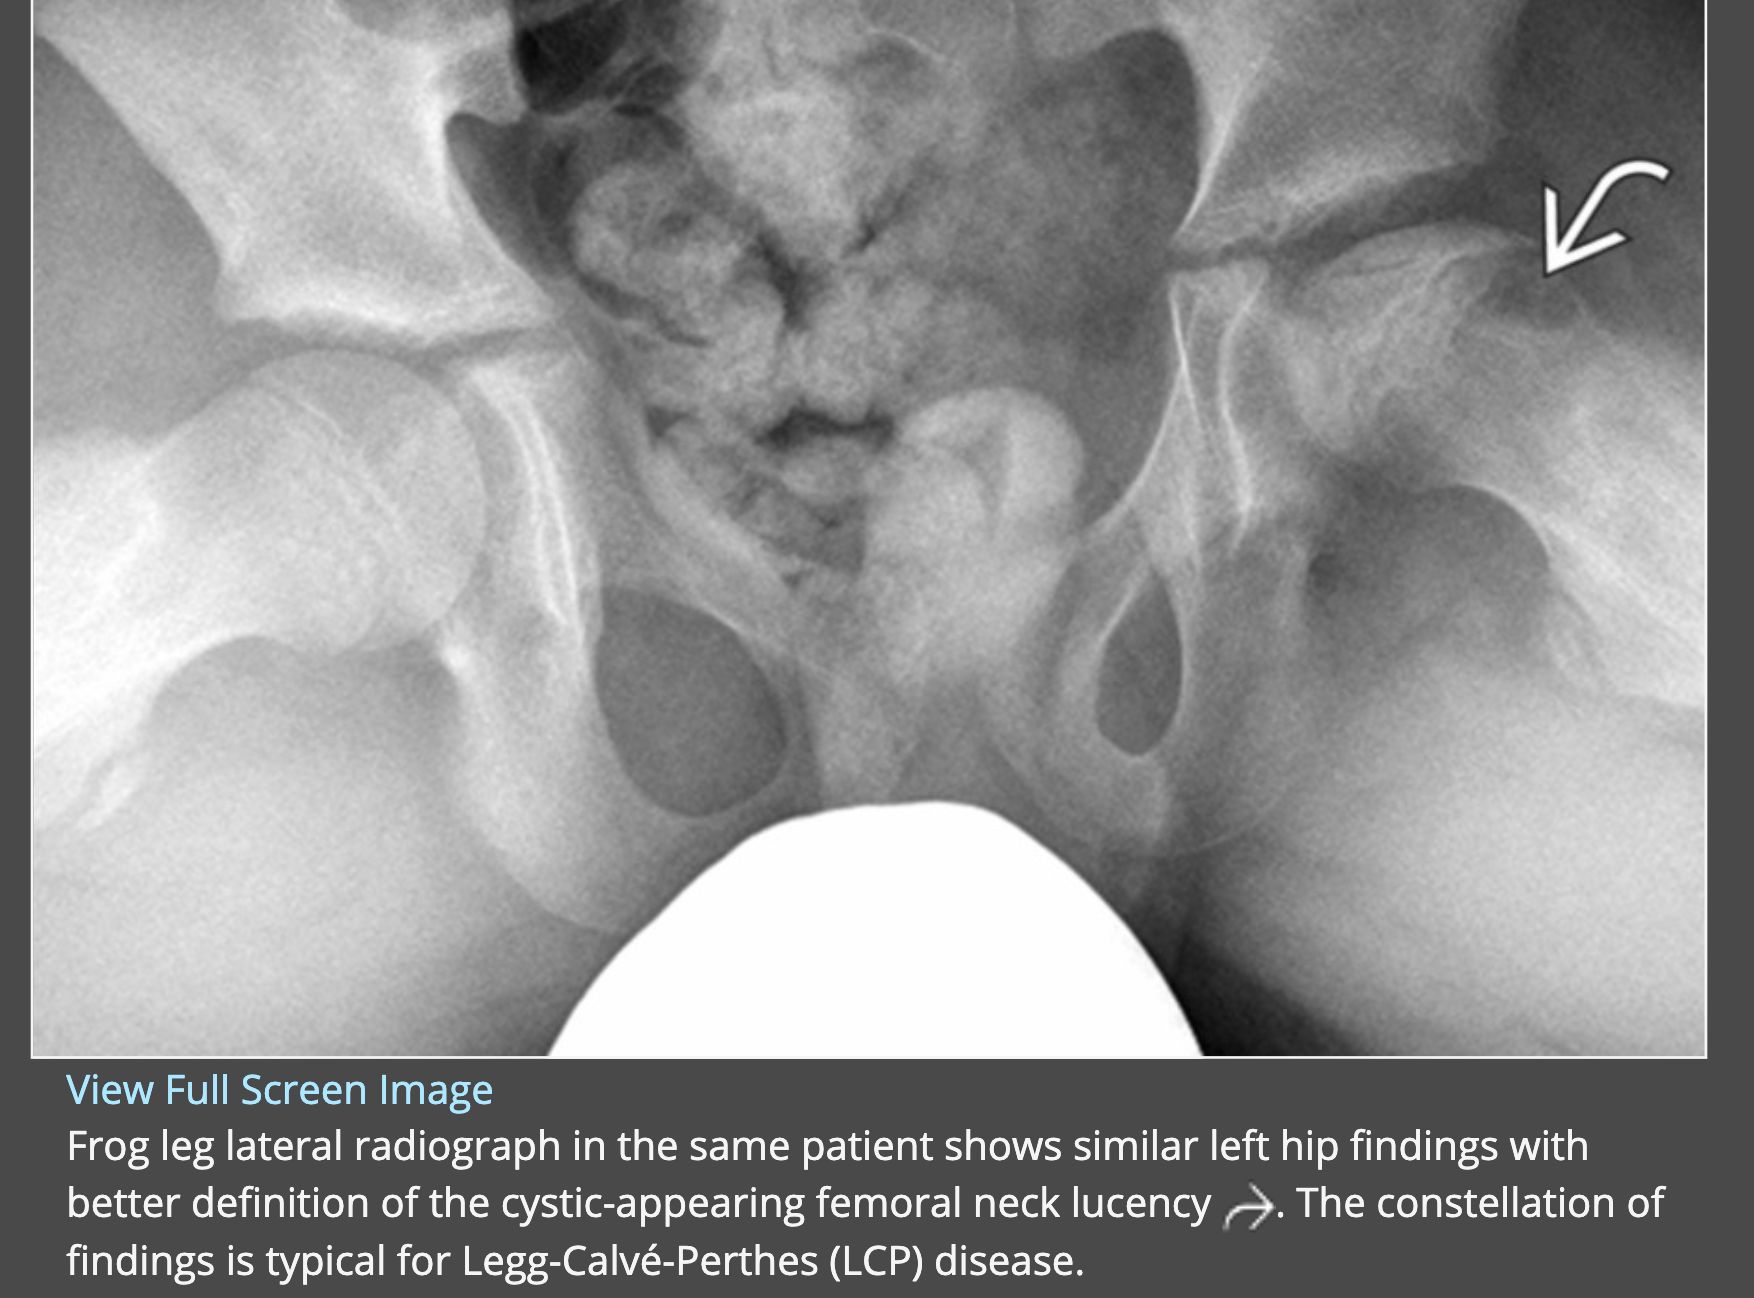 View Full Screen Image
Frog leg lateral radiograph in the same patient shows similar left hip findings with
better definition of the cystic-appearing femoral neck lucency . The constellation of
findings is typical for Legg-Calvé-Perthes (LCP) disease.